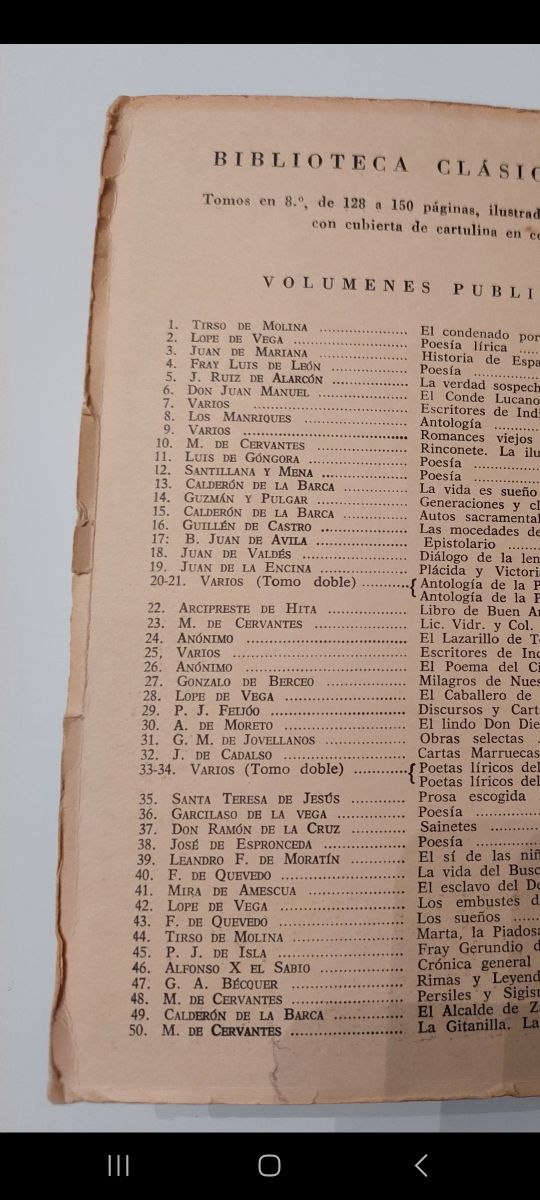 BIBLIOTECA CLÁSIC
Tomos en 8.º, de 128 a 150 páginas, ilustrad
con cubierta de cartulina en co
VOLUMENES PUBLI
1. TIRSO DE MOLINA .................... El condenado por
2. LOPE DE VEGA .................... Poesía lírica ....
3. JUAN DE MARIANA .................... Historia de Espa
4. FRAY LUIS DE LEÓN .................... Poesía ..............
5. J. RUIZ DE ALARCÓN .................... La verdad sospech
6. DON JUAN MANUEL .................... El Conde Lucano
7. VARIOS .................... Escritores de Indi
8. LOS MANRIQUES .................... Antología ..........
9. VARIOS .................... Romances viejos
10. M. DE CERVANTES .................... Rinconete. La ilu
11. LUIS DE GÓNGORA .................... Poesía ..............
12. SANTILLANA Y MENA .................... Poesía ..............
13. CALDERÓN DE LA BARCA .................... La vida es sueño
14. GUZMÁN Y PULGAR .................... Generaciones y cl
15. CALDERÓN DE LA BARCA .................... Autos sacramental
16. GUILLÉN DE CASTRO .................... Las mocedades de
17: B. JUAN DE AVILA .................... Epistolario ........
18. JUAN DE VALDÉS .................... Diálogo de la len
19. JUAN DE LA ENCINA .................... Plácida y Victori
20-21. VARIOS (Tomo doble) ..........{ Antología de la P
Antología de la P
22. ARCIPRESTE DE HITA .................... Libro de Buen Ar
23. M. DE CERVANTES .................... Lic. Vidr. y Col.
24. ANÓNIMO .................... El Lazarillo de To
25, VARIOS .................... Escritores de Ind
26. ANÓNIMO .................... El Poema del Ci
27. GONZALO DE BERCEO .................... Milagros de Nues
28. LOPE DE VEGA .................... El Caballero de
29. P. J. FEIJÓO .................... Discursos y Cart
30. A. DE MORETO .................... El lindo Don Die
31. G. M. DE JOVELLANOS .................... Obras selectas .
32. J. DE CADALSO .................... Cartas Marruecas
33-34. VARIOS (Tomo doble) ..........{ Poetas líricos del
Poetas líricos del
35. SANTA TERESA DE JESÚS .................... Prosa escogida
36. GARCILASO DE LA VEGA .................... Poesía ..............
37. DON RAMÓN DE LA CRUZ .................... Sainetes ..........
38. JOSÉ DE ESPRONCEDA .................... Poesía ..............
39. LEANDRO F. DE MORATÍN .................... El sí de las niñ
40. F. DE QUEVEDO .................... La vida del Busc
41. MIRA DE AMESCUA .................... El esclavo del De
42. LOPE DE VEGA .................... Los embustes d
43. F. DE QUEVEDO .................... Los sueños ......
44. TIRSO DE MOLINA .................... Marta, la Piadosa
45. P. J. DE ISLA .................... Fray Gerundio d
46. ALFONSO X EL SABIO .................... Crónica general
47. G. A. BÉCQUER .................... Rimas y Leyend
48. M. DE CERVANTES .................... Persiles y Sigis
49. CALDERÓN DE LA BARCA .................... El Alcalde de Za
50. M. DE CERVANTES .................... La Gitanilla. La